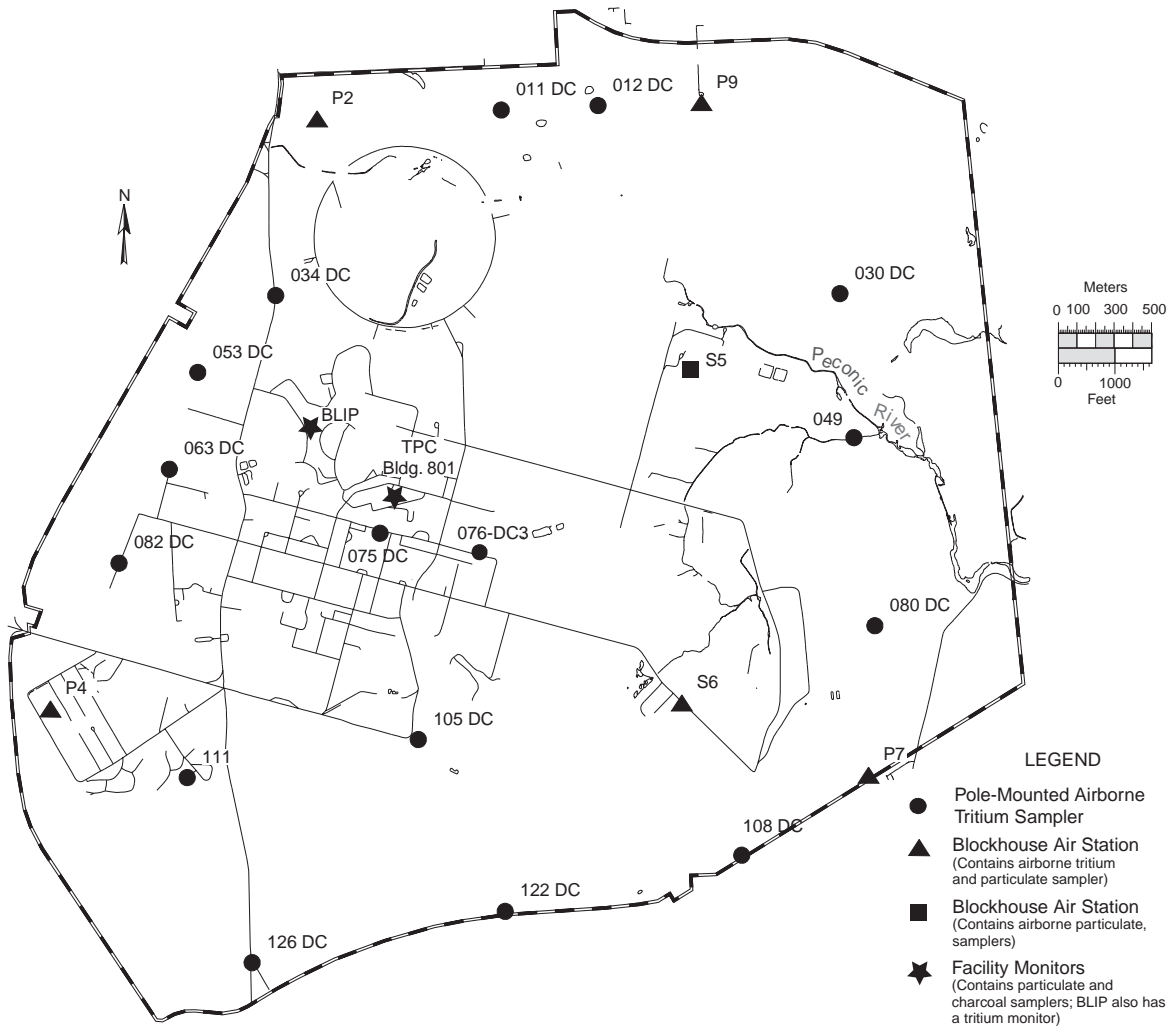 011 DC
012 DC
P9
P2
N
034 DC
030 DC
Meters
0 100 300 500
0 1000
Feet
053 DC
S5
Peconic River
BLIP
049
TPC
Bldg. 801
063 DC
076-DC3
075 DC
082 DC
080 DC
P4
S6
105 DC
111
P7
108 DC
122 DC
126 DC
LEGEND
Pole-Mounted Airborne
Tritium Sampler
Blockhouse Air Station
(Contains airborne tritium
and particulate sampler)
Blockhouse Air Station
(Contains airborne particulate,
samplers)
Facility Monitors
(Contains particulate and
charcoal samplers; BLIP also has
a tritium monitor)